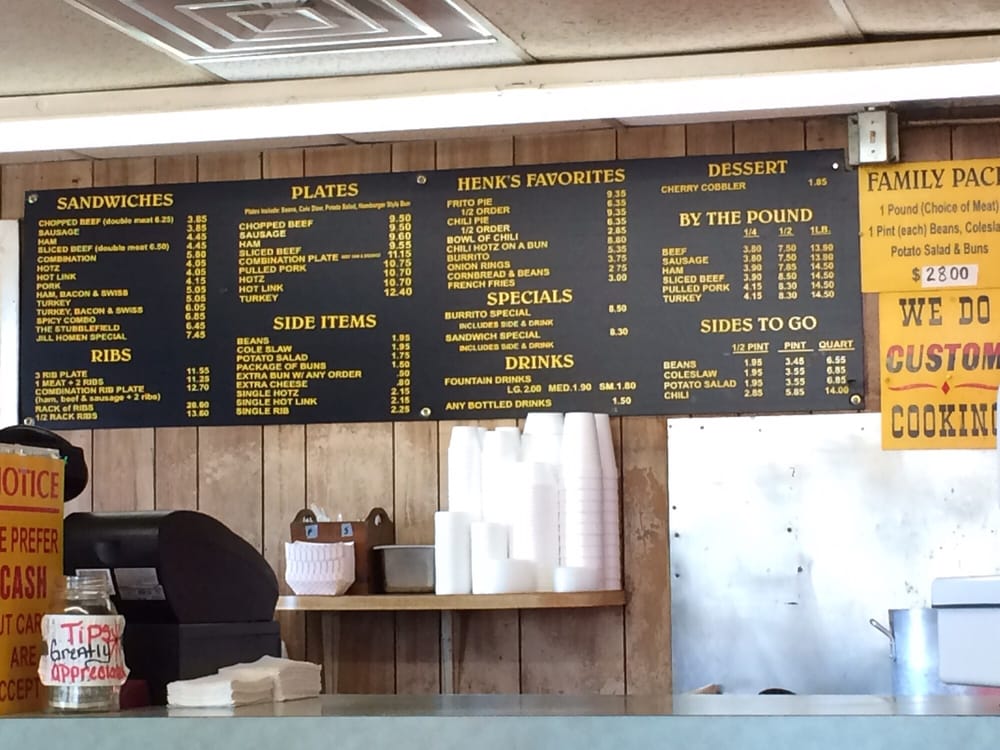 SANDWICHES
CHOPPED BEEF (double meat 6.25) 3.85
SAUSAGE 3.85
HAM 4.45
SLICED BEEF (double meat 6.50) 4.45
COMBINATION
HOTZ 4.05
HOT LINK 4.05
PORK 4.15
HAM, BACON & SWISS 5.05
TURKEY 5.05
TURKEY, BACON & SWISS 6.05
SPICY COMBO 6.85
THE STUBBLEFIELD 6.45
JILL HOMEN SPECIAL 7.45
RIBS
3 RIB PLATE 11.55
1 MEAT + 2 RIBS 11.35
COMBINATION RIB PLATE 12.70
(ham, beef & sausage + 2 ribs)
RACK of RIBS
1/2 RACK RIBS 13.60
PLATES
Plates Include: Beans, Cole Slaw, Potato Salad, Hamburger Style Bun
CHOPPED BEEF 9.50
SAUSAGE 9.50
HAM 9.60
SLICED BEEF 9.55
COMBINATION PLATE 11.15
PULLED PORK 10.75
HOTZ 10.70
HOT LINK 10.70
TURKEY 12.40
SIDE ITEMS
BEANS 1.95
COLE SLAW 1.95
POTATO SALAD 1.75
PACKAGE OF BUNS 1.50
EXTRA BUN W/ ANY ORDER .50
EXTRA CHEESE .80
SINGLE HOTZ 2.15
SINGLE HOT LINK 2.15
SINGLE RIB 2.25
HENK'S FAVORITES
FRITO PIE 9.35
1/2 ORDER 6.35
CHILI PIE 9.35
1/2 ORDER 6.35
BOWL OF CHILI 2.85
CHILI HOTZ ON A BUN 8.80
BURRITO 5.35
ONION RINGS 3.75
CORNBREAD & BEANS 2 75
FRENCH FRIES 3.00
SPECIALS
BURRITO SPECIAL 8.50
INCLUDES SIDE & DRINK
SANDWICH SPECIAL 8.30
INCLUDES SIDE & DRINK
DRINKS
FOUNTAIN DRINKS
LG. 2.00 MED. 1.90 SM. 1.80
ANY BOTTLED DRINKS 1.50
DESSERT
CHERRY COBBLER 1.85
BY THE POUND
1/4 1/2 1LB.
BEEF 3.80 7.50 13.90
SAUSAGE 3.80 7.50 13.90
HAM 3.90 7.85 14.50
SLICED BEEF 3.90 8.50 14.50
PULLED PORK 4.15 8.30 14.50
TURKEY 4.15 8.30 14.50
SIDES TO GO
1/2 PINT PINT QUART
BEANS 1.95 3.45 6.55
COLESLAW 1.95 3.55 6.85
POTATO SALAD 1.95 3.55 6.85
CHILI 2.85 5.85 14.00
FAMILY PAC
1 Pound (Choice of Meat)
1 Pint (each) Beans, Colesla
Potato Salad & Buns
$ 2800
WE DO
CUSTOM
COOKING
NOTICE
E PREFER
CASH
UT CAR
ARE
CCEPT
Tips
Greatly
appreciated